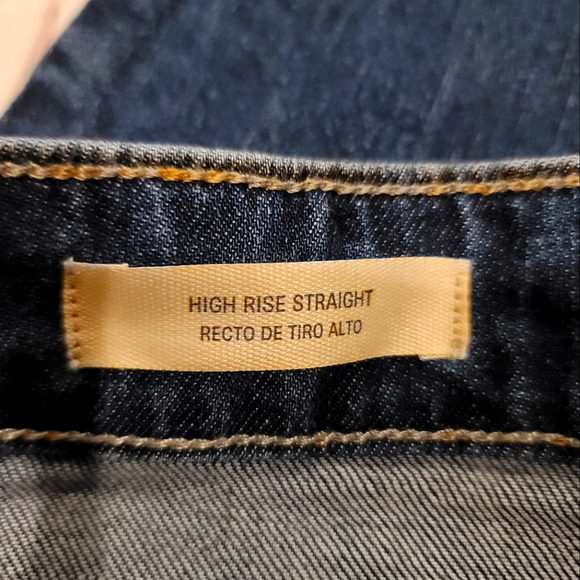 HIGH RISE STRAIGHT
RECTO DE TIRO ALTO